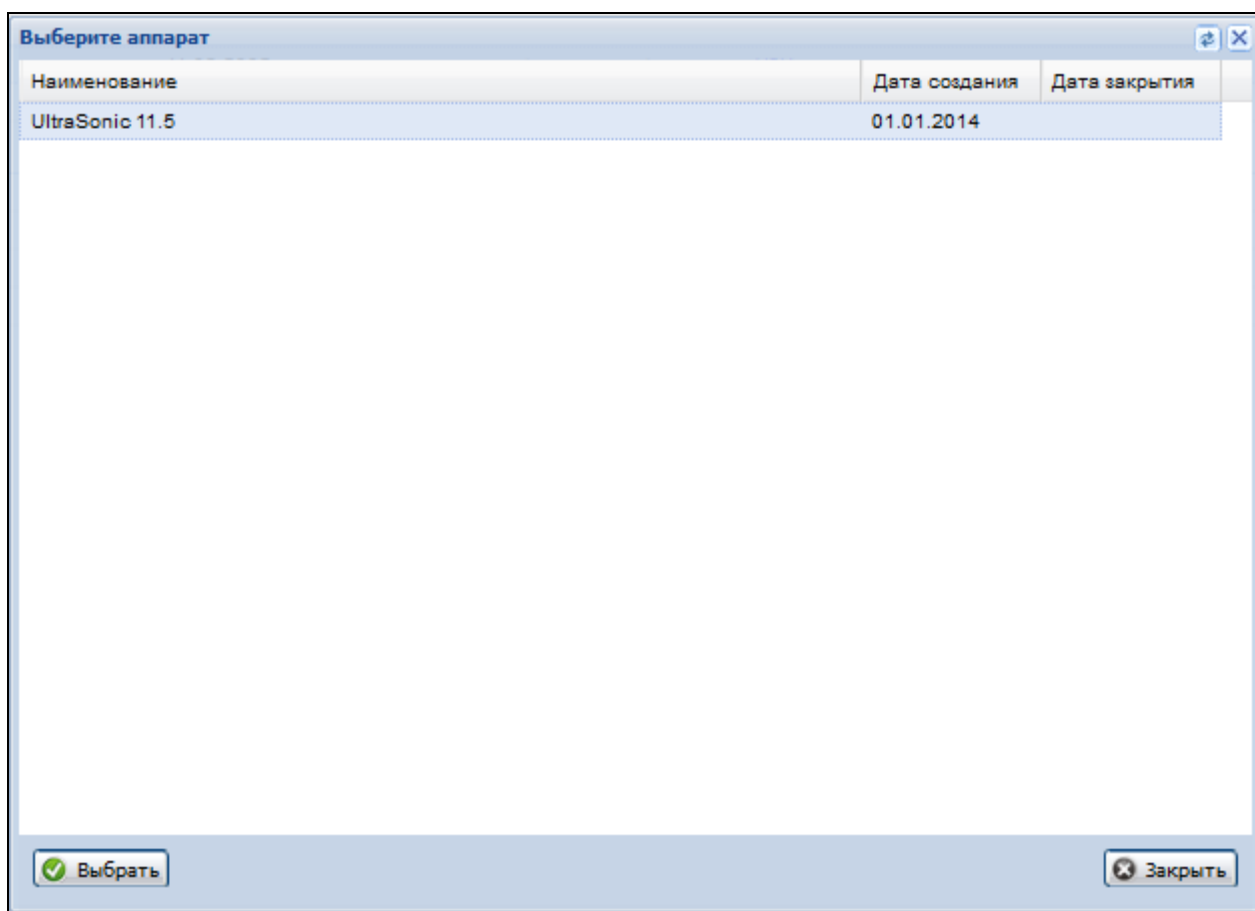 Выберите аппарат
Наименование Дата создания Дата закрытия
UltraSonic 11.5 01.01.2014
Выбрать Закрыть